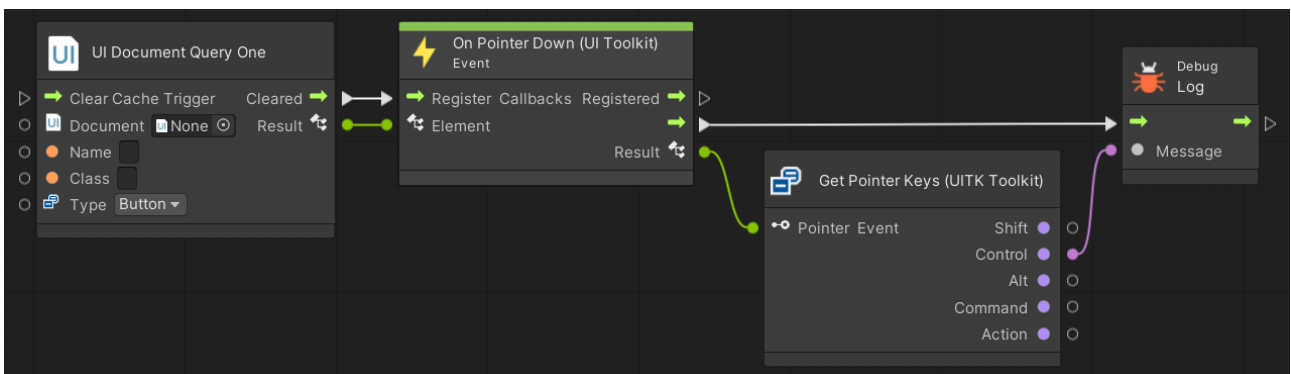 UI
UI Document Query One
Clear Cache Trigger Cleared
UI Document None Result
Name
Class
Type Button
On Pointer Down (UI Toolkit)
Event
Register Callbacks Registered
Element
Result
Get Pointer Keys (UITK Toolkit)
Pointer Event Shift
Control
Alt
Command
Action
Debug
Log
Message